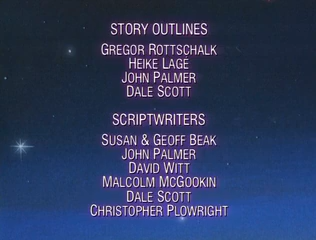 STORY OUTLINES
GREGOR ROTTSCHALK
HEIKE LAGE
JOHN PALMER
DALE SCOTT
SCRIPTWRITERS
SUSAN & GEOFF BEAK
JOHN PALMER
DAVID WITT
MALCOLM MCGOOKIN
DALE SCOTT
CHRISTOPHER PLOWRIGHT